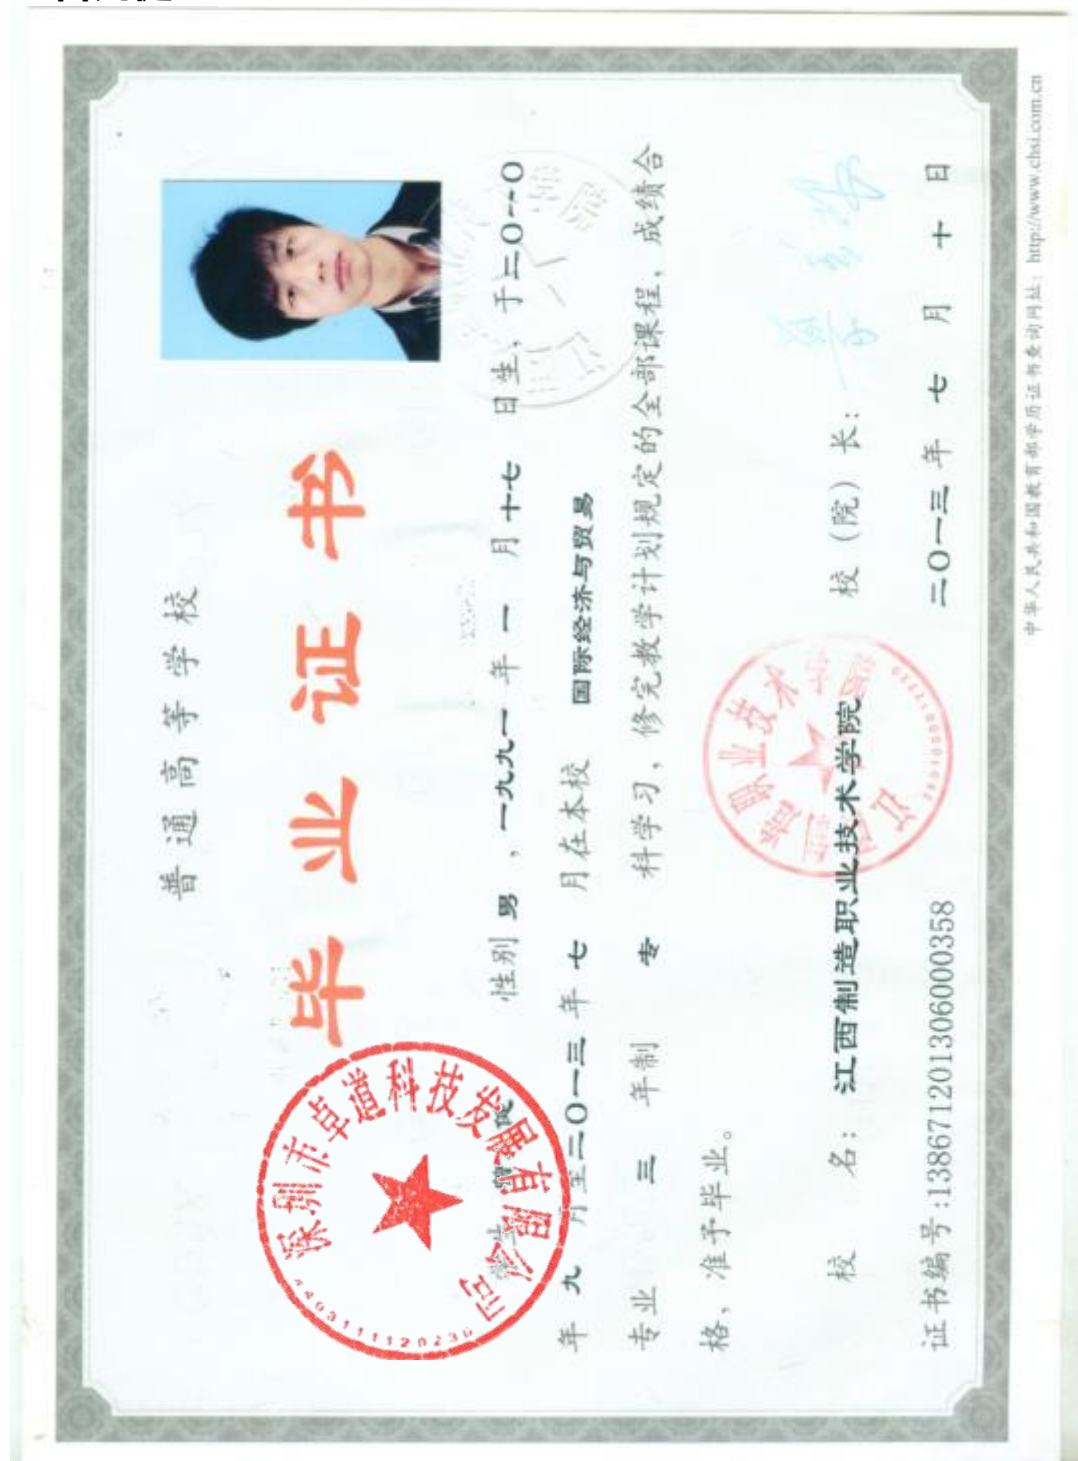 普通高等学校
毕业证书
学生 性别 男 ，一九九一 年 一 月 十七 日生，于二〇一〇
年 九 月至二〇一三 年 七 月在本校 国际经济与贸易
专业 三 年制 专 科学习，修完教学计划规定的全部课程，成绩合
格，准予毕业。
校 名： 江西制造职业技术学院 校（院）长：
证书编号:138671201306000358 二〇一三 年 七 月 十 日
中华人民共和国教育部学历证书查询网址：http://www.chsi.com.cn
深圳市卓道科技发展有限公司